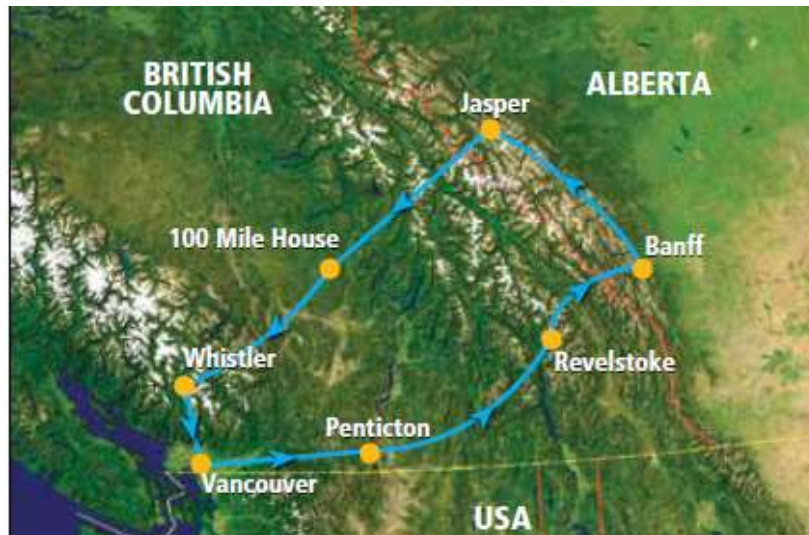 BRITISH
COLUMBIA
ALBERTA
Jasper
100 Mile House
Banff
Whistler
Revelstoke
Penticton
Vancouver
USA